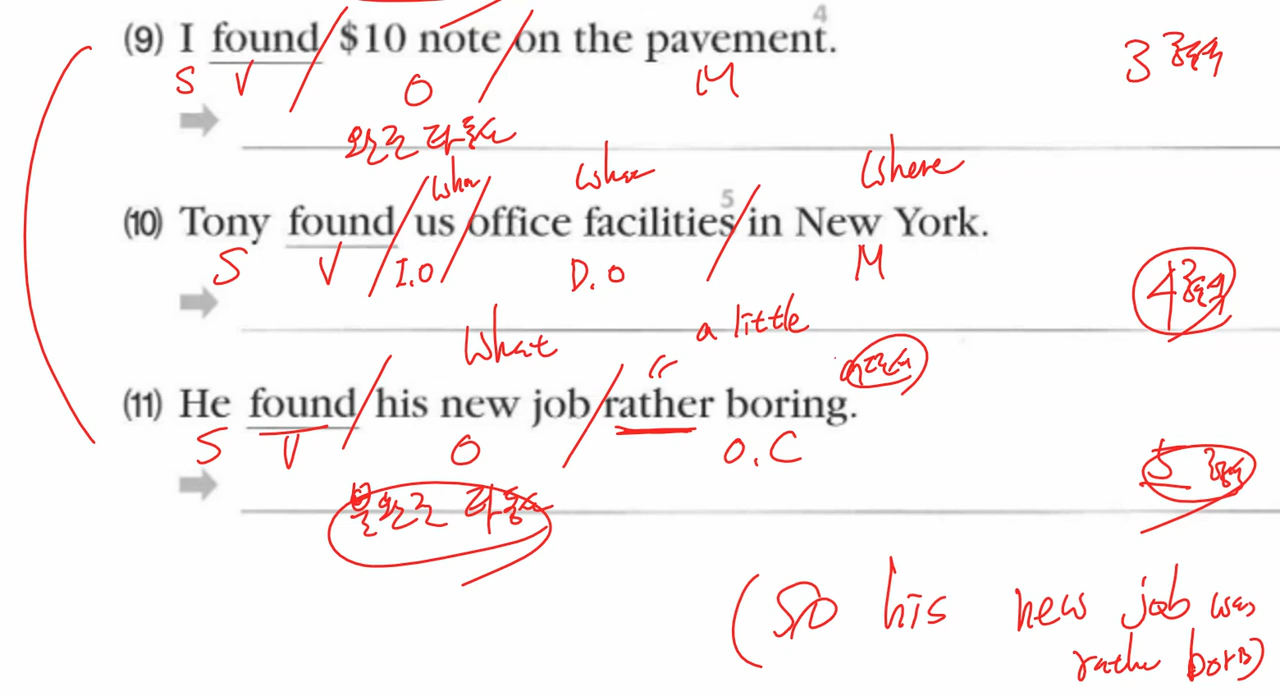 4
(9) I found / $10 note / on the pavement. 3형식
S V O M
완전 타동사
what where
5
(10) Tony found / us / office facilities / in New York.
S V I.O D.O M 4형식
what a little
"
(11) He found / his new job / rather boring.
S V O O.C 5형식
불완전 타동사
(so his new job was
rather